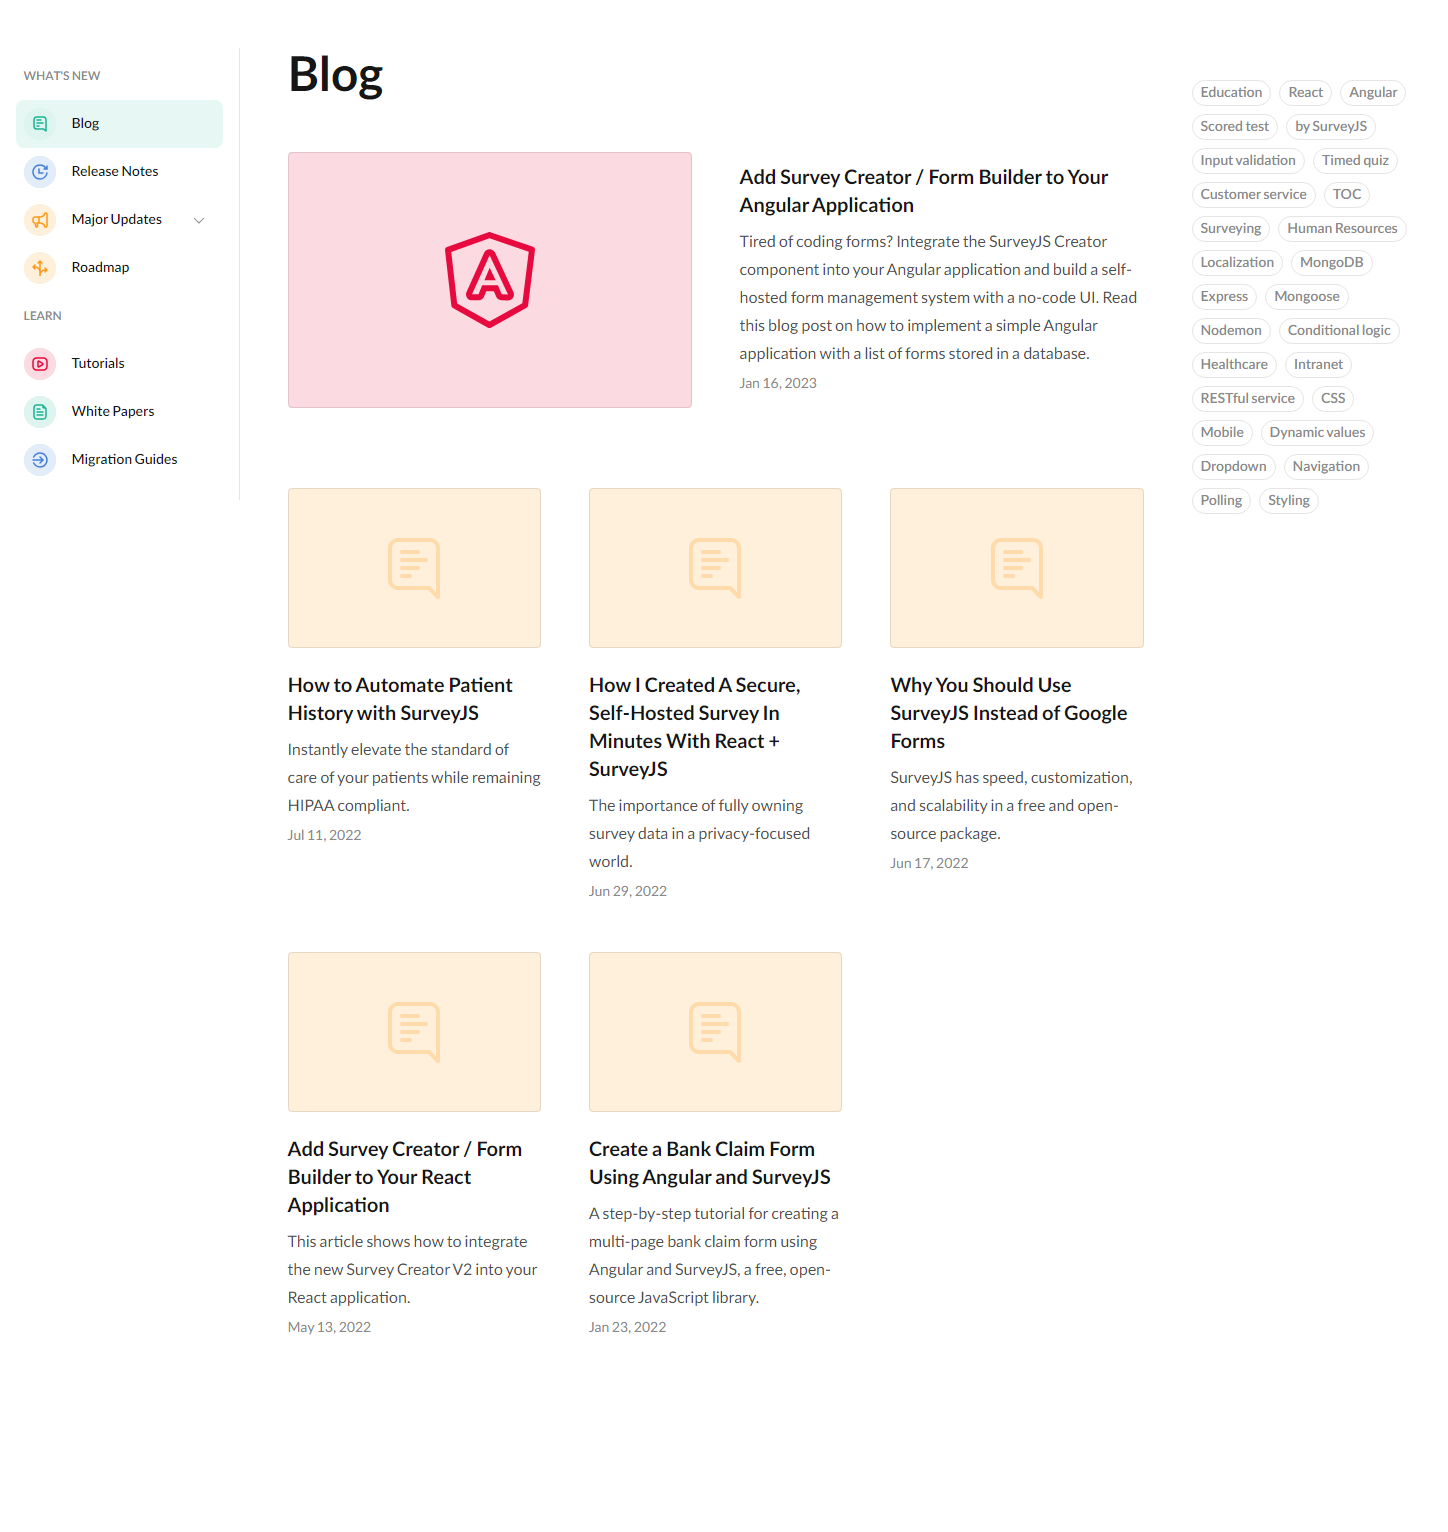 WHAT'S NEW
Blog
Release Notes
Major Updates
Roadmap
LEARN
Tutorials
White Papers
Migration Guides
Blog
Add Survey Creator / Form Builder to Your
Angular Application
Tired of coding forms? Integrate the SurveyJS Creator
component into your Angular application and build a self-
hosted form management system with a no-code UI. Read
this blog post on how to implement a simple Angular
application with a list of forms stored in a database.
Jan 16, 2023
How to Automate Patient
History with SurveyJS
Instantly elevate the standard of
care of your patients while remaining
HIPAA compliant.
Jul 11, 2022
How I Created A Secure,
Self-Hosted Survey In
Minutes With React +
SurveyJS
The importance of fully owning
survey data in a privacy-focused
world.
Jun 29, 2022
Why You Should Use
SurveyJS Instead of Google
Forms
SurveyJS has speed, customization,
and scalability in a free and open-
source package.
Jun 17, 2022
Add Survey Creator / Form
Builder to Your React
Application
This article shows how to integrate
the new Survey Creator V2 into your
React application.
May 13, 2022
Create a Bank Claim Form
Using Angular and SurveyJS
A step-by-step tutorial for creating a
multi-page bank claim form using
Angular and SurveyJS, a free, open-
source JavaScript library.
Jan 23, 2022
Education React Angular
Scored test by SurveyJS
Input validation Timed quiz
Customer service TOC
Surveying Human Resources
Localization MongoDB
Express Mongoose
Nodemon Conditional logic
Healthcare Intranet
RESTful service CSS
Mobile Dynamic values
Dropdown Navigation
Polling Styling